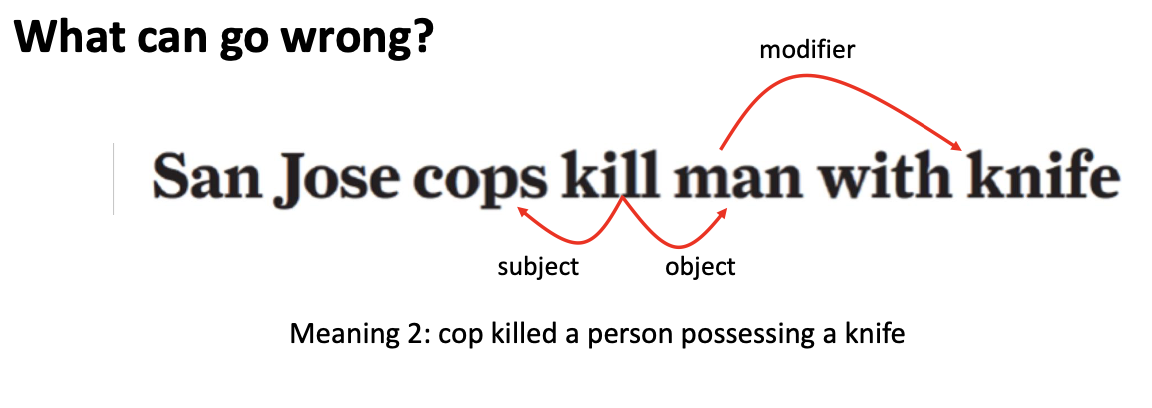 What can go wrong?
modifier
San Jose cops kill man with knife
subject object
Meaning 2: cop killed a person possessing a knife